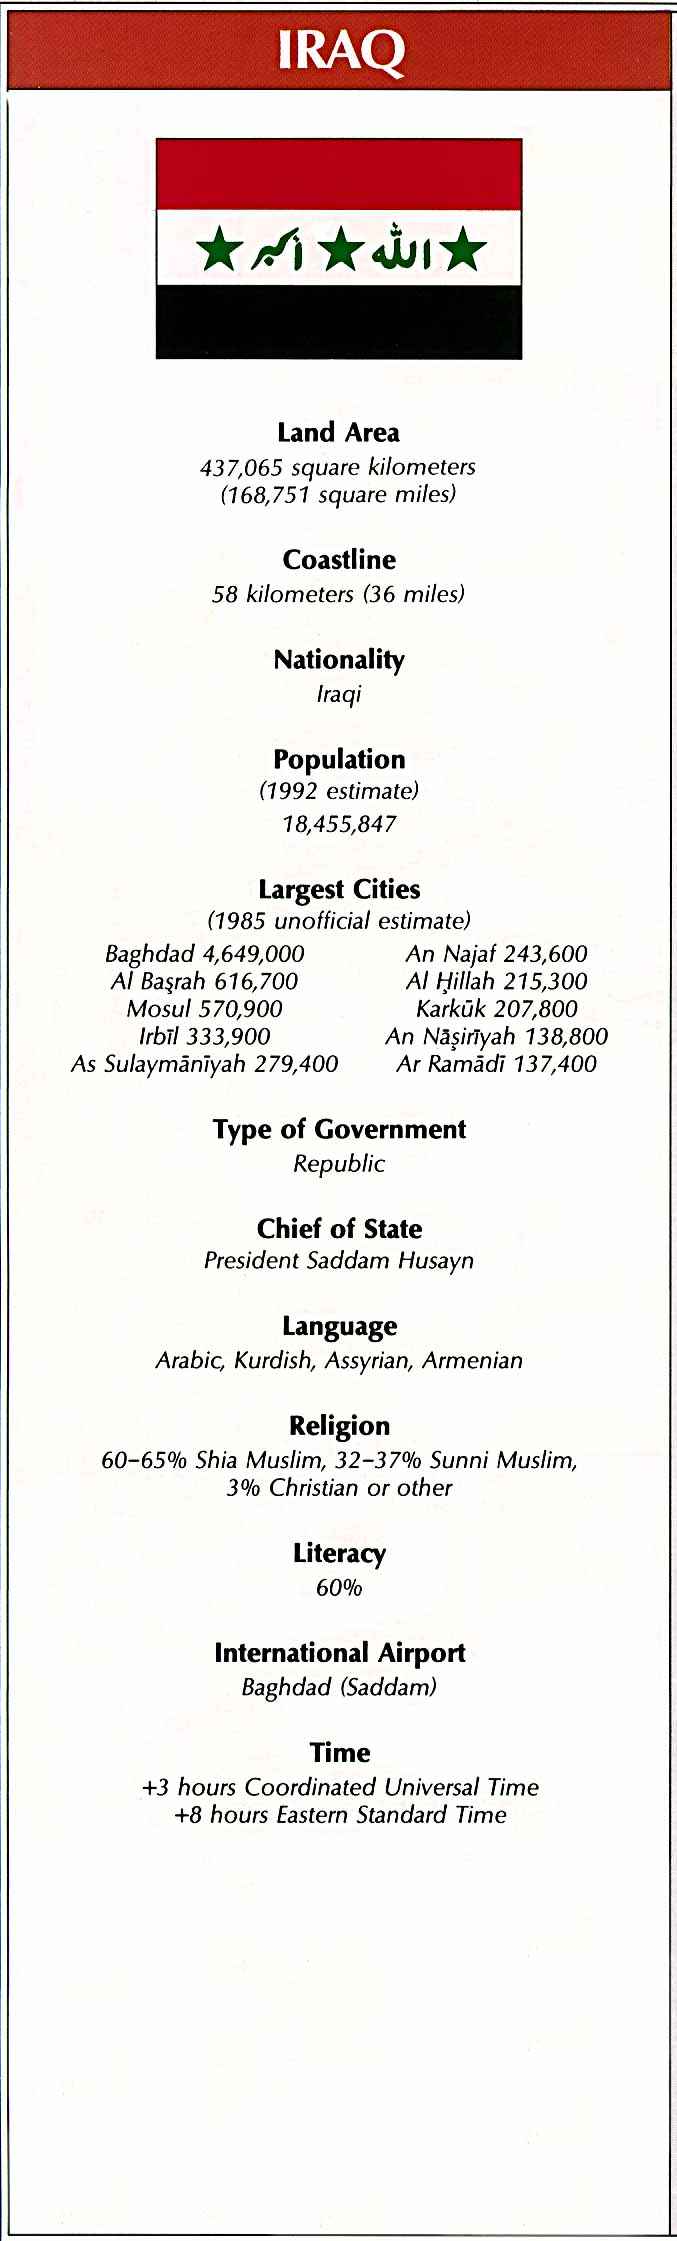 IRAQ
الله أكبر
Land Area
437,065 square kilometers
(168,751 square miles)
Coastline
58 kilometers (36 miles)
Nationality
Iraqi
Population
(1992 estimate)
18,455,847
Largest Cities
(1985 unofficial estimate)
Baghdad 4,649,000
Al Başrah 616,700
Mosul 570,900
Irbīl 333,900
As Sulaymānīyah 279,400
An Najaf 243,600
Al Ḩillah 215,300
Karkūk 207,800
An Nāşirīyah 138,800
Ar Ramādī 137,400
Type of Government
Republic
Chief of State
President Saddam Husayn
Language
Arabic, Kurdish, Assyrian, Armenian
Religion
60–65% Shia Muslim, 32–37% Sunni Muslim,
3% Christian or other
Literacy
60%
International Airport
Baghdad (Saddam)
Time
+3 hours Coordinated Universal Time
+8 hours Eastern Standard Time